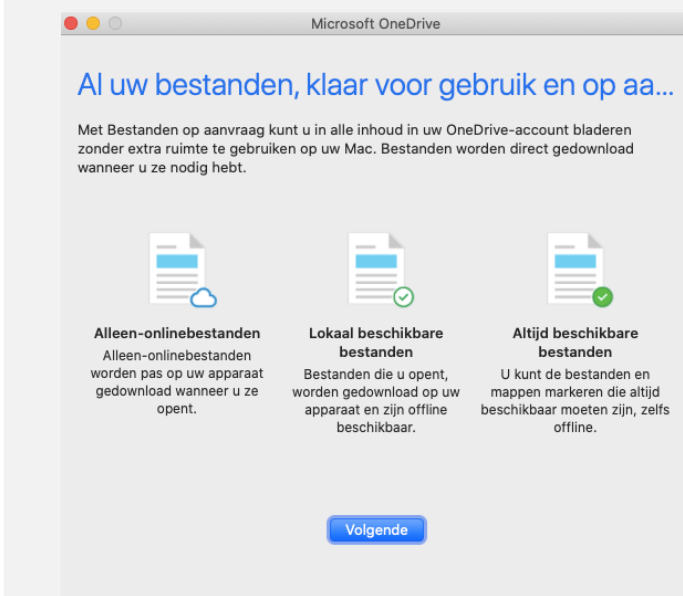 Microsoft OneDrive
Al uw bestanden, klaar voor gebruik en op aa...
Met Bestanden op aanvraag kunt u in alle inhoud in uw OneDrive-account bladeren
zonder extra ruimte te gebruiken op uw Mac. Bestanden worden direct gedownload
wanneer u ze nodig hebt.
Alleen-onlinebestanden
Alleen-onlinebestanden
worden pas op uw apparaat
gedownload wanneer u ze
opent.
Lokaal beschikbare
bestanden
Bestanden die u opent,
worden gedownload op uw
apparaat en zijn offline
beschikbaar.
Altijd beschikbare
bestanden
U kunt de bestanden en
mappen markeren die altijd
beschikbaar moeten zijn, zelfs
offline.
Volgende